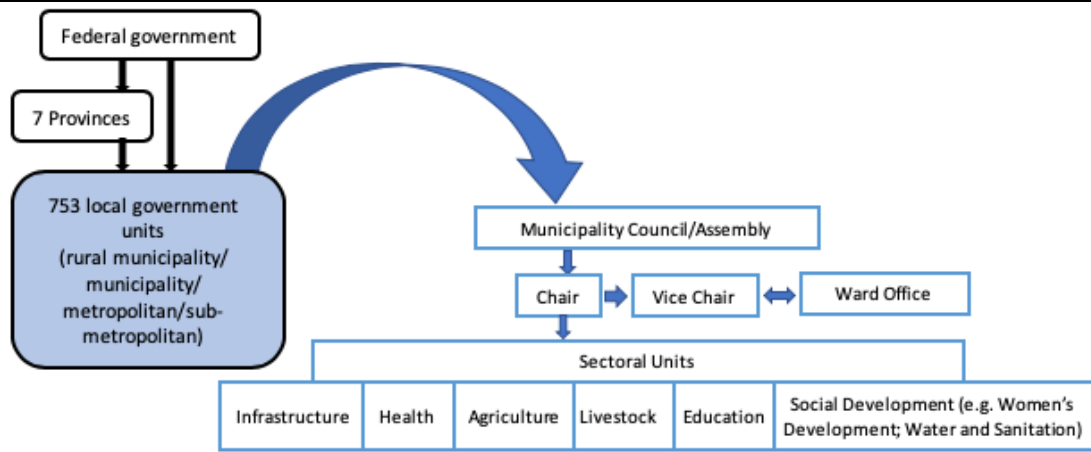 Federal government
7 Provinces
753 local government
units
(rural municipality/
municipality/
metropolitan/sub-
metropolitan)
Municipality Council/Assembly
Chair
Vice Chair
Ward Office
Sectoral Units
Infrastructure
Health
Agriculture
Livestock
Education
Social Development (e.g. Women's
Development; Water and Sanitation)